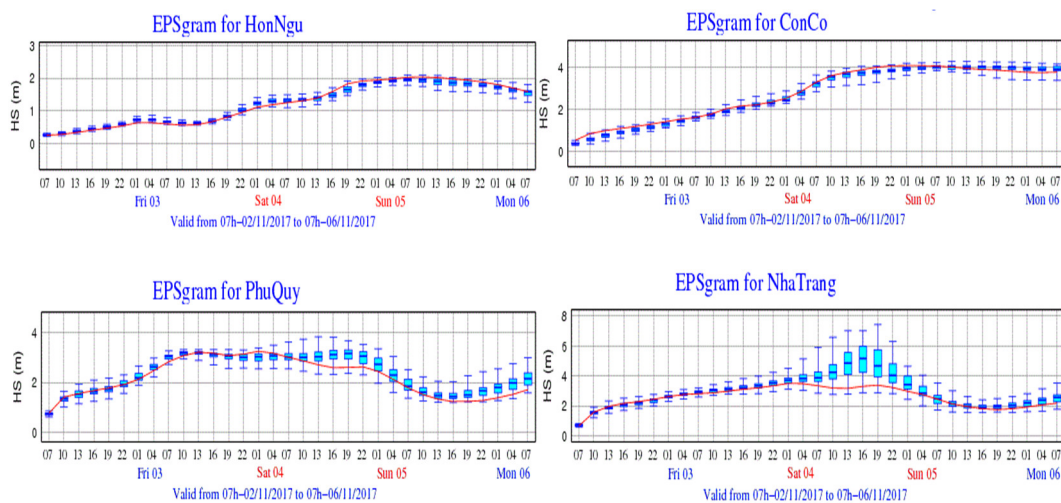 EPSgram for HonNgu
HS (m)
3
2
1
0
07 10 13 16 19 22 01 04 07 10 13 16 19 22 01 04 07 10 13 16 19 22 01 04 07 10 13 16 19 22 01 04 07
Fri 03 Sat 04 Sun 05 Mon 06
Valid from 07h-02/11/2017 to 07h-06/11/2017
EPSgram for ConCo
HS (m)
4
2
0
07 10 13 16 19 22 01 04 07 10 13 16 19 22 01 04 07 10 13 16 19 22 01 04 07 10 13 16 19 22 01 04 07
Fri 03 Sat 04 Sun 05 Mon 06
Valid from 07h-02/11/2017 to 07h-06/11/2017
EPSgram for PhuQuy
HS (m)
4
2
0
07 10 13 16 19 22 01 04 07 10 13 16 19 22 01 04 07 10 13 16 19 22 01 04 07 10 13 16 19 22 01 04 07
Fri 03 Sat 04 Sun 05 Mon 06
Valid from 07h-02/11/2017 to 07h-06/11/2017
EPSgram for NhaTrang
HS (m)
8
6
4
2
0
07 10 13 16 19 22 01 04 07 10 13 16 19 22 01 04 07 10 13 16 19 22 01 04 07 10 13 16 19 22 01 04 07
Fri 03 Sat 04 Sun 05 Mon 06
Valid from 07h-02/11/2017 to 07h-06/11/2017